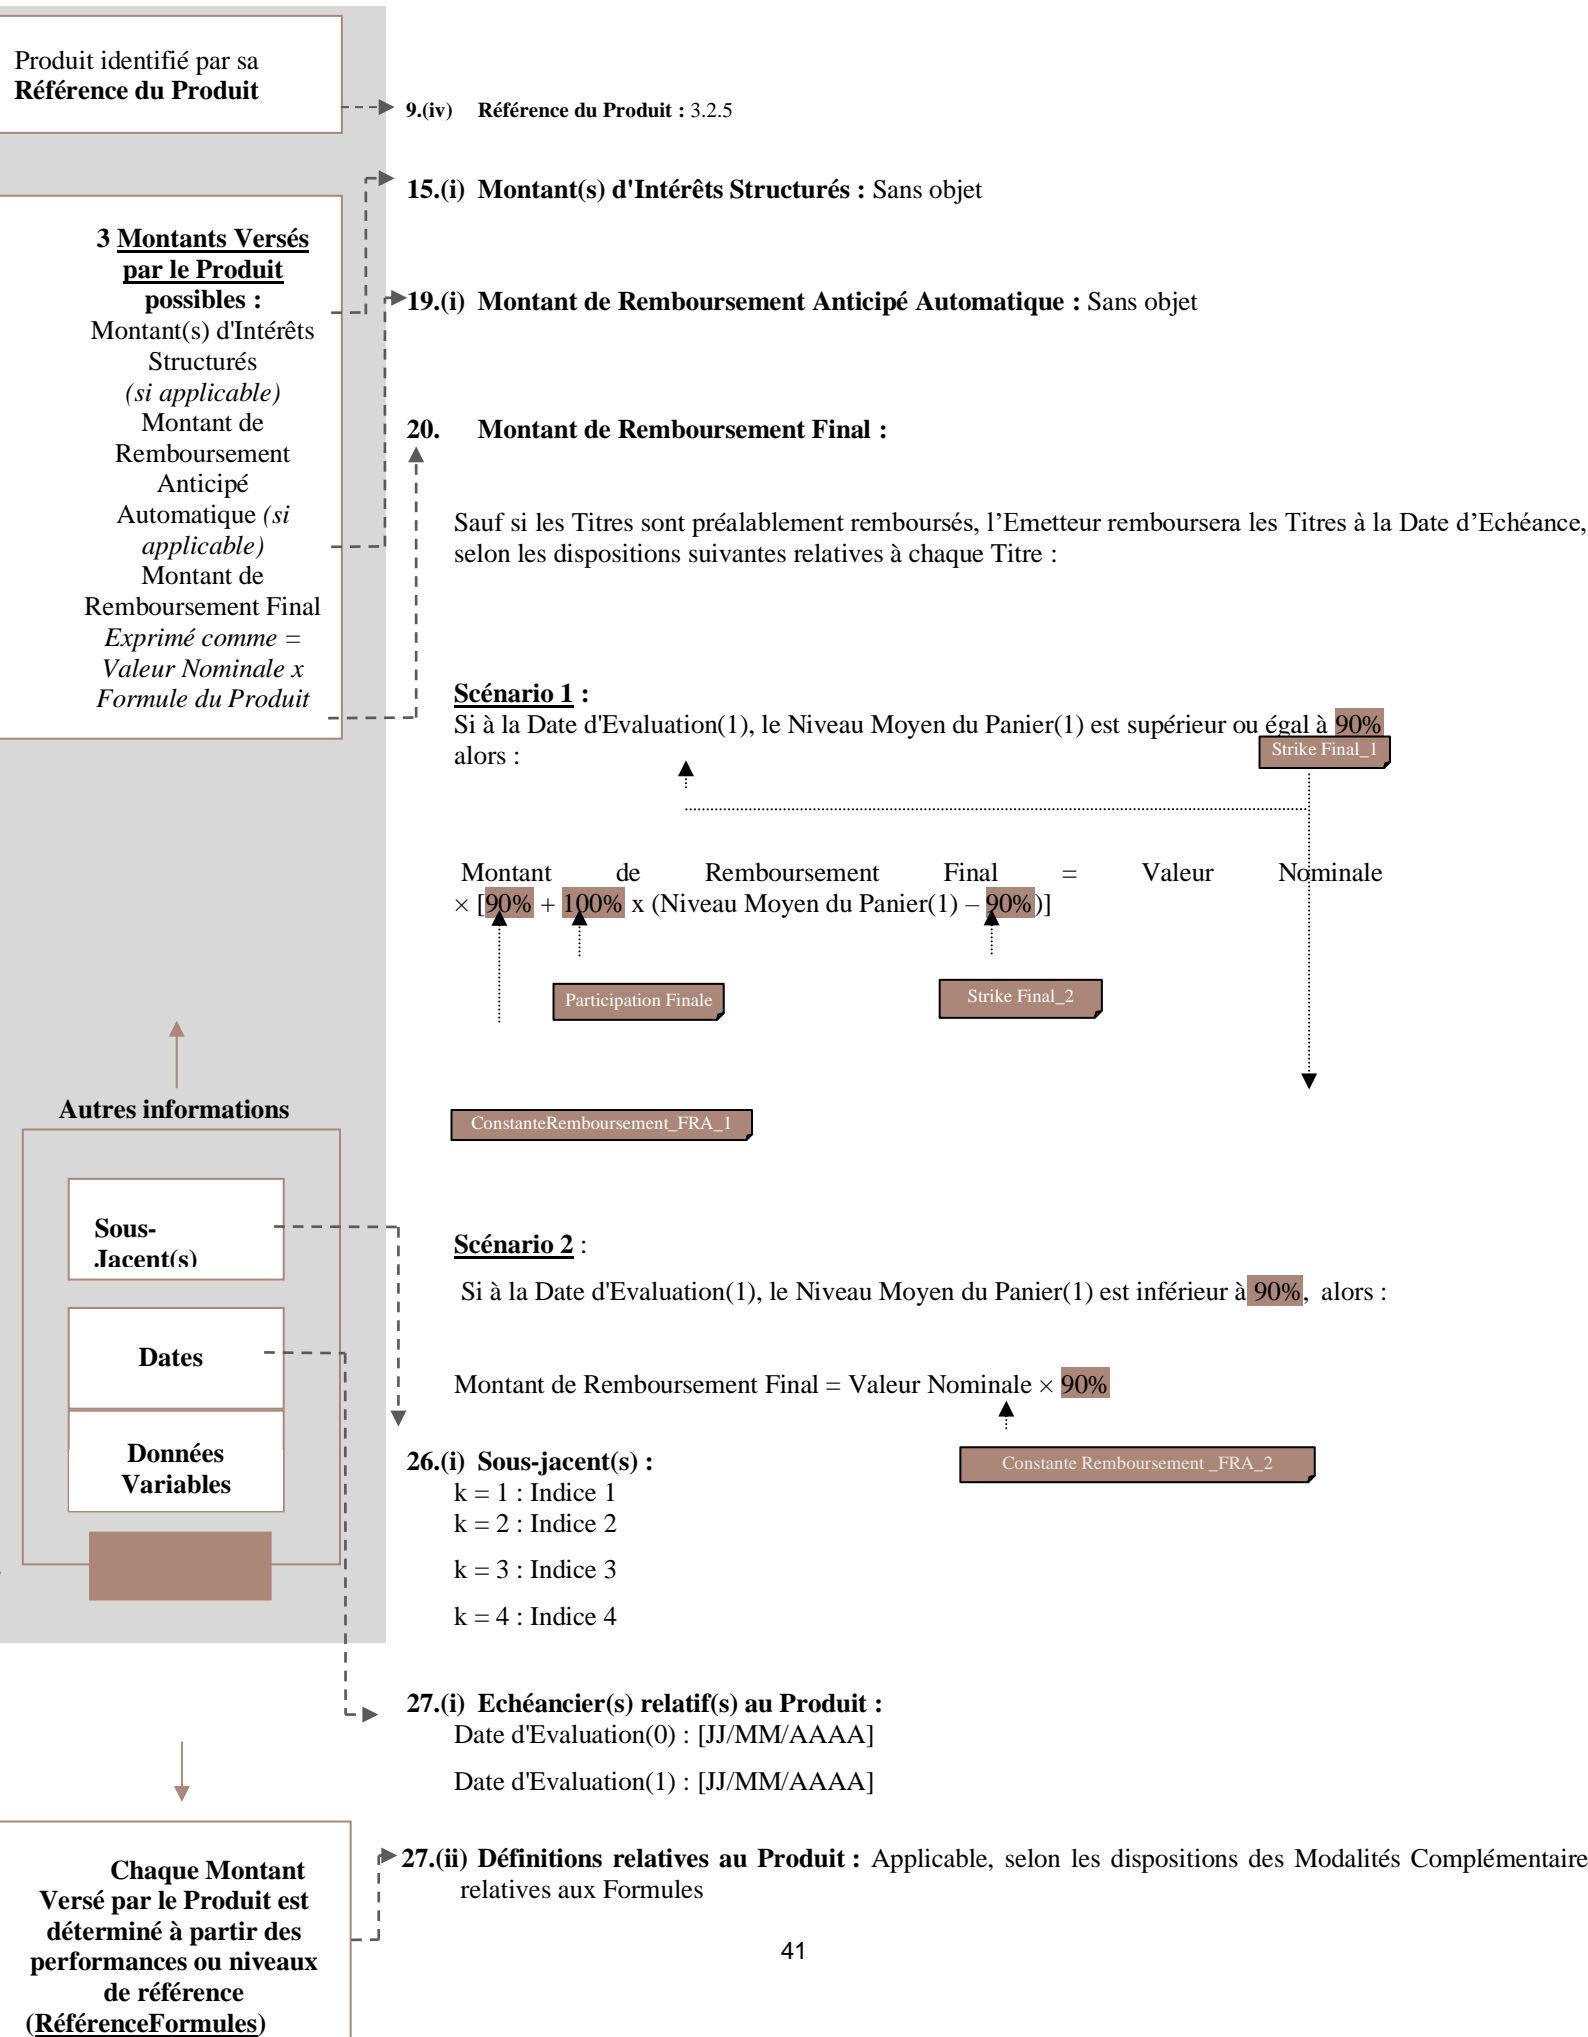 Produit identifié par sa
Référence du Produit
9.(iv) Référence du Produit : 3.2.5
15.(i) Montant(s) d'Intérêts Structurés : Sans objet
3 Montants Versés
par le Produit
possibles :
Montant(s) d'Intérêts
Structurés
(si applicable)
Montant de
Remboursement
Anticipé
Automatique (si
applicable)
Montant de
Remboursement Final
Exprimé comme =
Valeur Nominale x
Formule du Produit
19.(i) Montant de Remboursement Anticipé Automatique : Sans objet
20. Montant de Remboursement Final :
Sauf si les Titres sont préalablement remboursés, l’Emetteur remboursera les Titres à la Date d’Echéance,
selon les dispositions suivantes relatives à chaque Titre :
Scénario 1 :
Si à la Date d'Evaluation(1), le Niveau Moyen du Panier(1) est supérieur ou égal à 90%
alors :
Strike Final_1
Montant de Remboursement Final = Valeur Nominale
× [90% + 100% x (Niveau Moyen du Panier(1) – 90%)]
Participation Finale
Strike Final_2
ConstanteRemboursement_FRA_1
Autres informations
Sous-
Jacent(s)
Dates
Données
Variables
Scénario 2 :
Si à la Date d'Evaluation(1), le Niveau Moyen du Panier(1) est inférieur à 90%, alors :
Montant de Remboursement Final = Valeur Nominale × 90%
Constante Remboursement _FRA_2
26.(i) Sous-jacent(s) :
k = 1 : Indice 1
k = 2 : Indice 2
k = 3 : Indice 3
k = 4 : Indice 4
27.(i) Echéancier(s) relatif(s) au Produit :
Date d'Evaluation(0) : [JJ/MM/AAAA]
Date d'Evaluation(1) : [JJ/MM/AAAA]
Chaque Montant
Versé par le Produit est
déterminé à partir des
performances ou niveaux
de référence
(RéférenceFormules)
27.(ii) Définitions relatives au Produit : Applicable, selon les dispositions des Modalités Complémentaire
relatives aux Formules
41